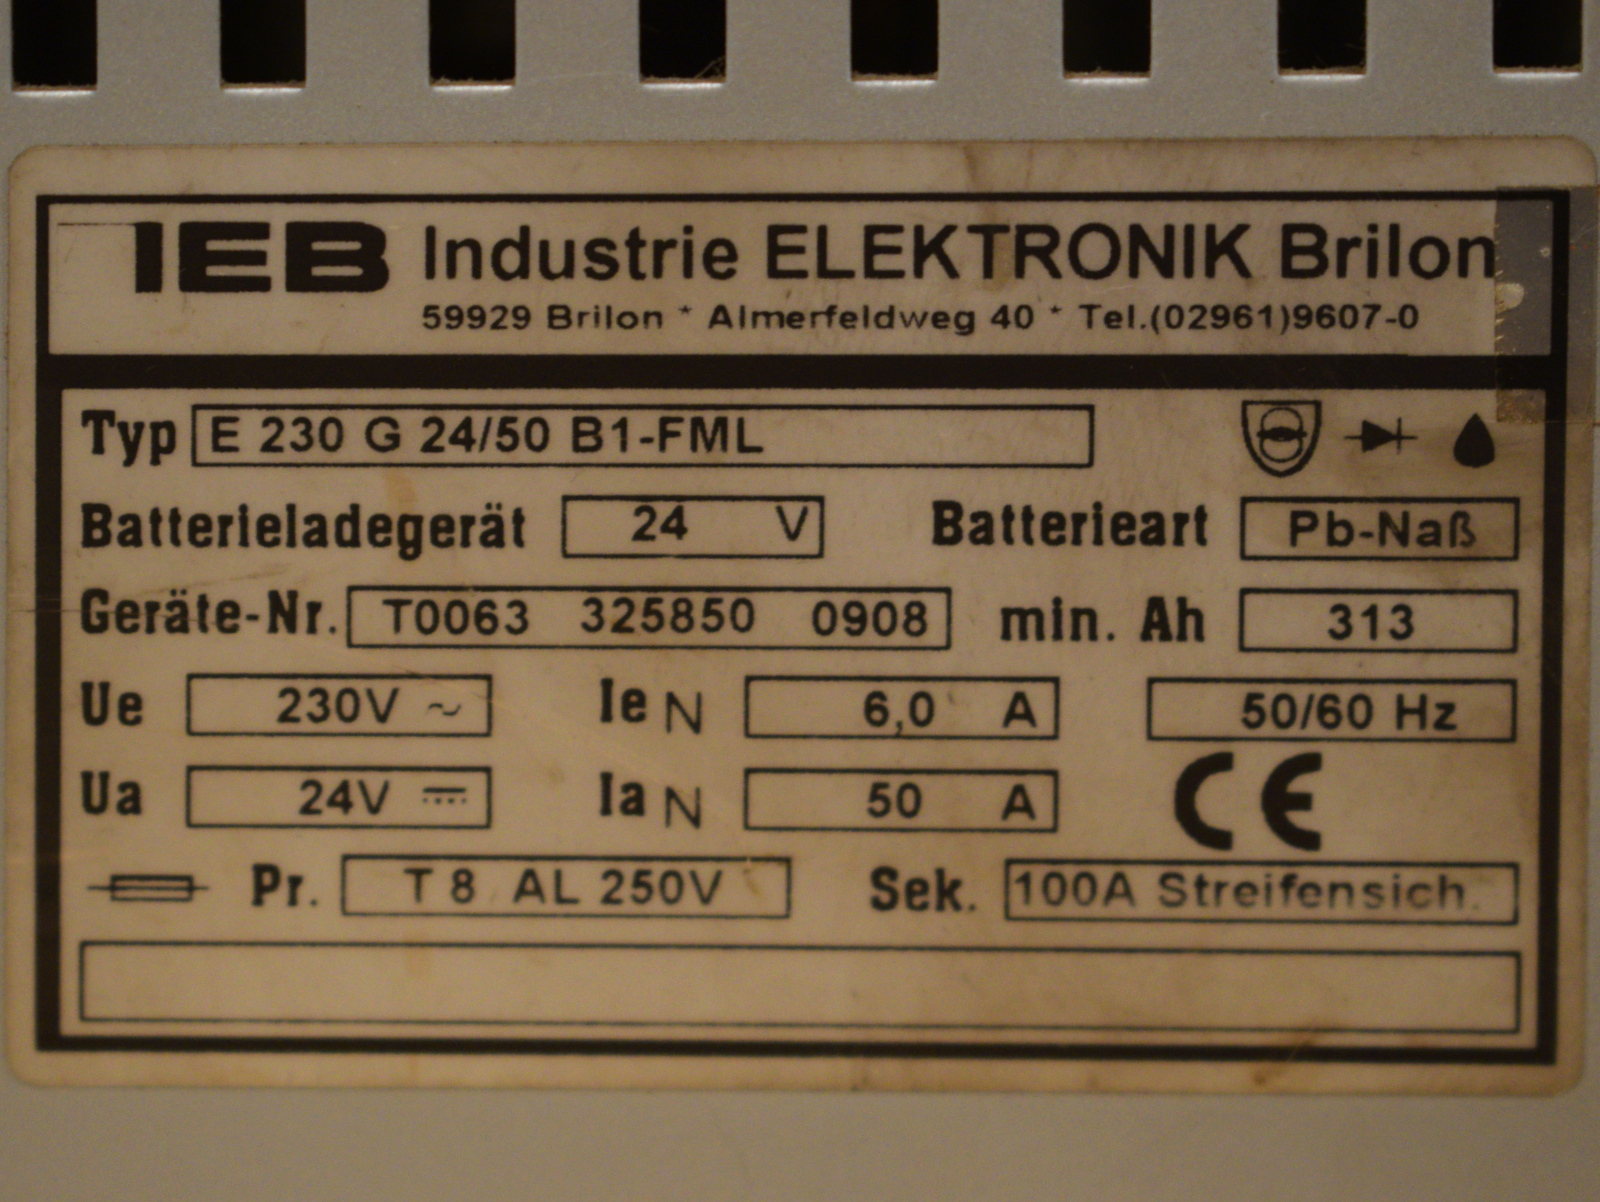 IEB Industrie ELEKTRONIK Brilon
59929 Brilon * Almerfeldweg 40 * Tel.(02961)9607-0
Typ E 230 G 24/50 B1-FML
Batterieladegerät 24 V Batterieart Pb-Naß
Geräte-Nr. T0063 325850 0908 min. Ah 313
Ue 230V ~ Ie N 6,0 A 50/60 Hz
Ua 24V ⎓ Ia N 50 A CE
Pr. T 8 AL 250V Sek. 100A Streifensich.